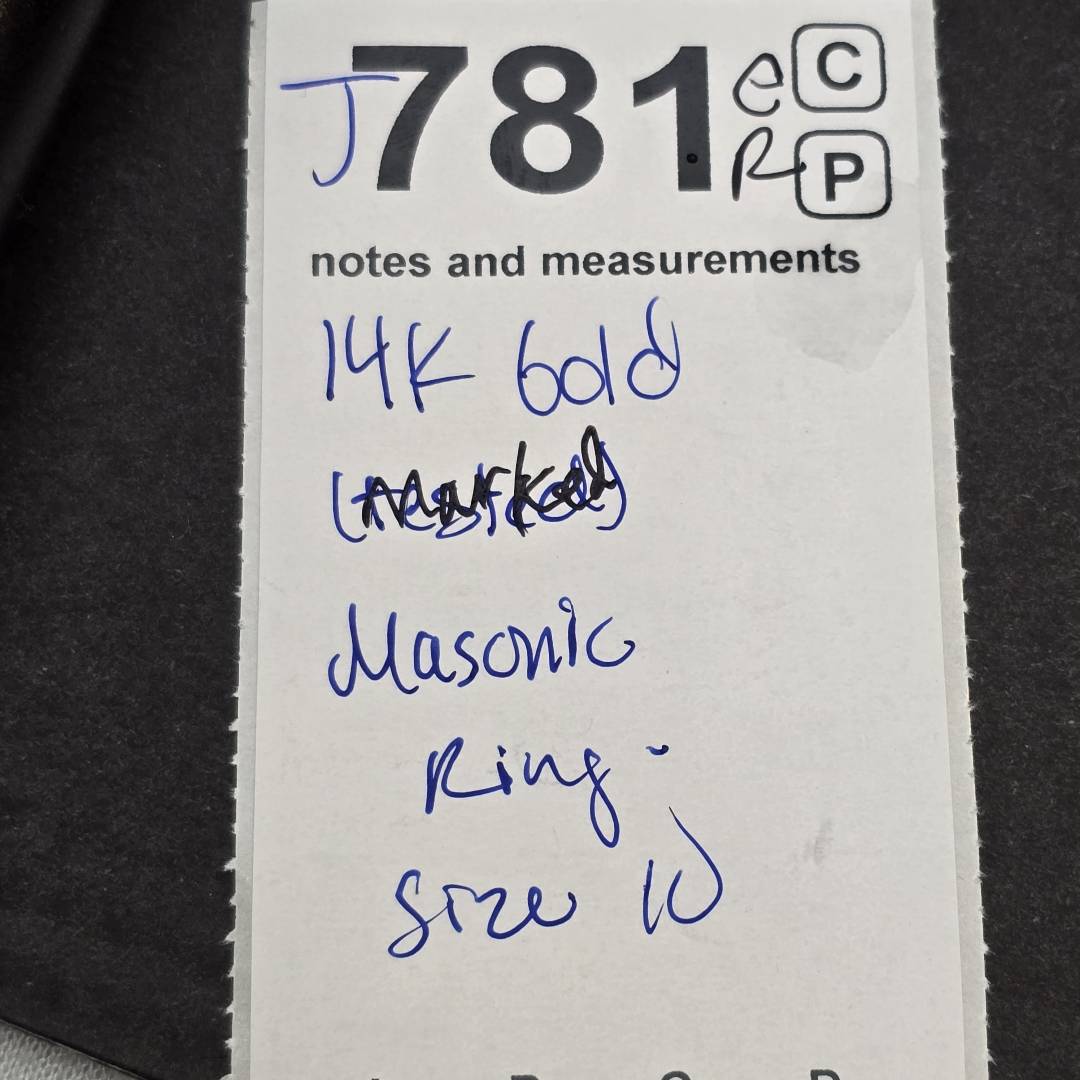 J781 e C
R P
notes and measurements
14K Gold
(Marked)
Masonic
Ring -
Size 10